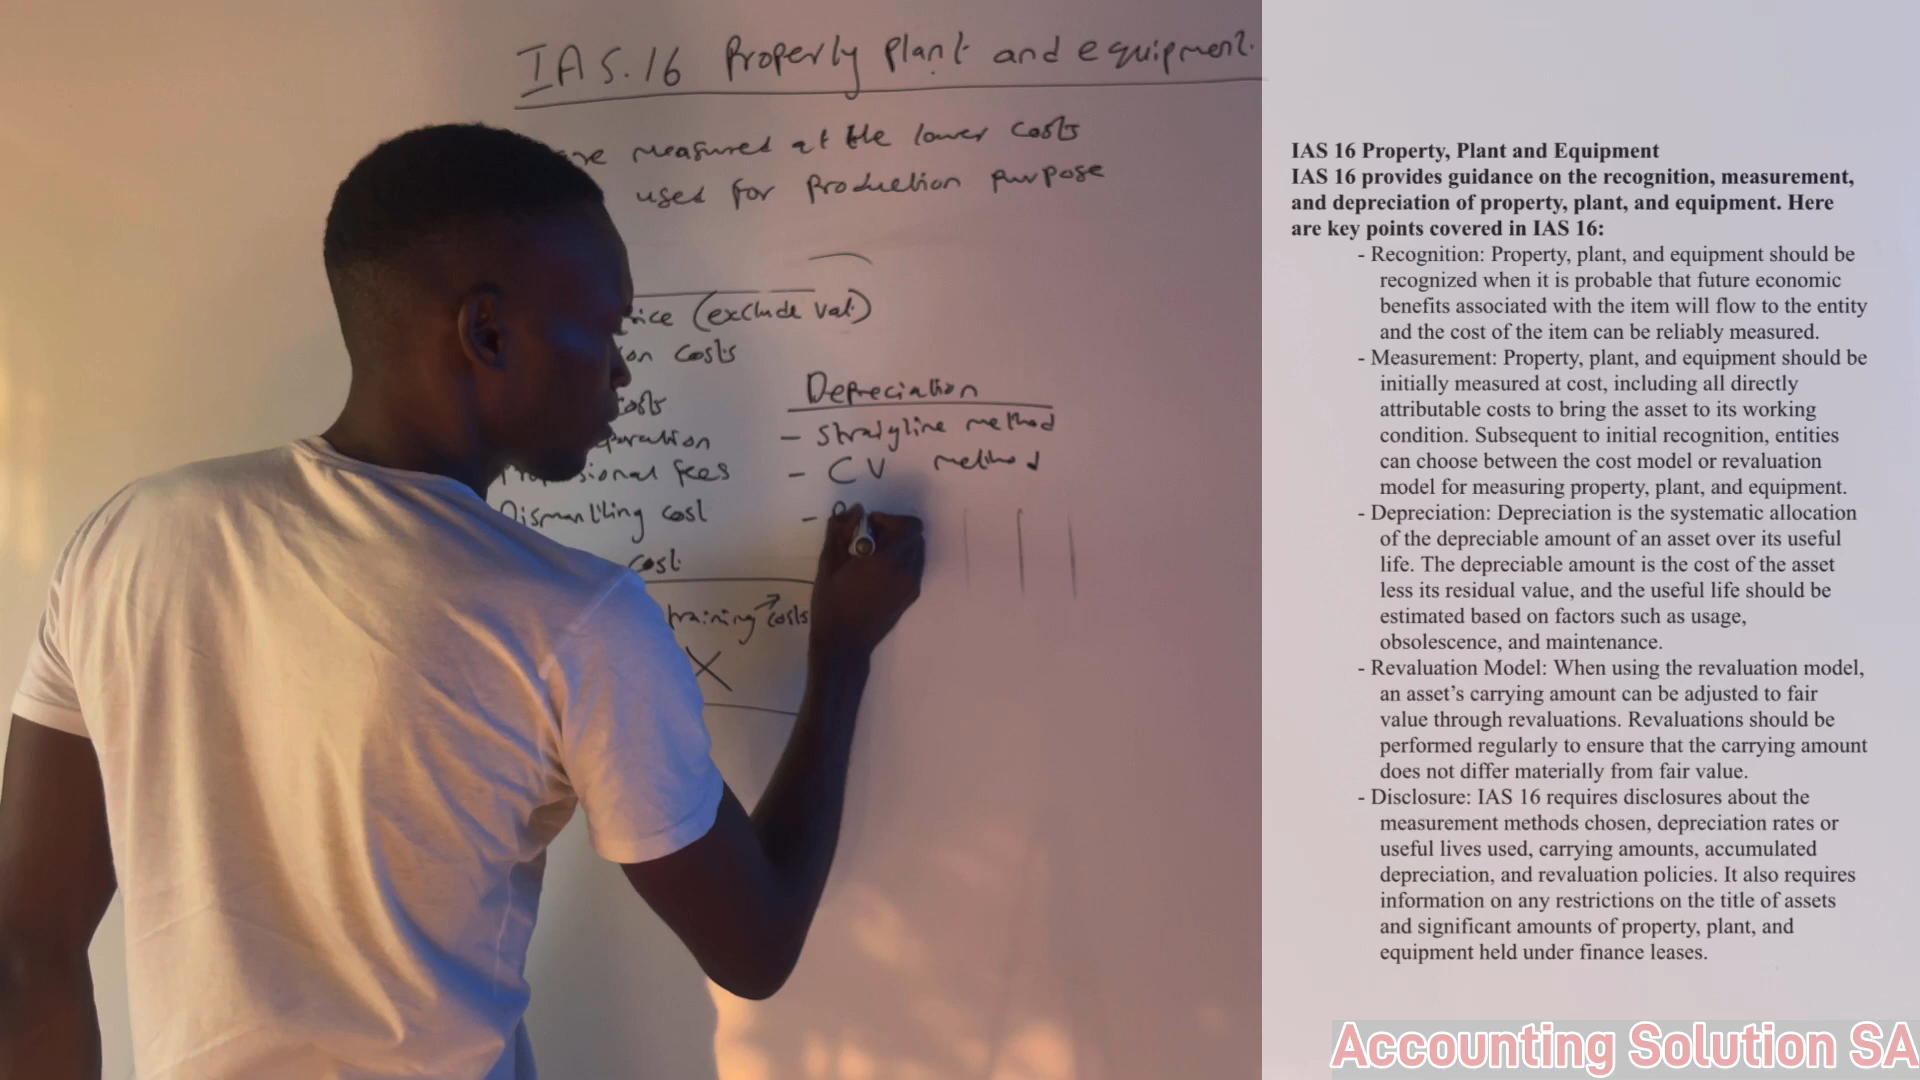 IAS.16 Property plant and equipment.
are measured at the lower costs
used for production purpose
(exclude vat)
costs
Depreciation
- straigline method
- CV method
fees
Dismantling cost
-
cost
training costs
X
IAS 16 Property, Plant and Equipment
IAS 16 provides guidance on the recognition, measurement,
and depreciation of property, plant, and equipment. Here
are key points covered in IAS 16:
- Recognition: Property, plant, and equipment should be
recognized when it is probable that future economic
benefits associated with the item will flow to the entity
and the cost of the item can be reliably measured.
- Measurement: Property, plant, and equipment should be
initially measured at cost, including all directly
attributable costs to bring the asset to its working
condition. Subsequent to initial recognition, entities
can choose between the cost model or revaluation
model for measuring property, plant, and equipment.
- Depreciation: Depreciation is the systematic allocation
of the depreciable amount of an asset over its useful
life. The depreciable amount is the cost of the asset
less its residual value, and the useful life should be
estimated based on factors such as usage,
obsolescence, and maintenance.
- Revaluation Model: When using the revaluation model,
an asset’s carrying amount can be adjusted to fair
value through revaluations. Revaluations should be
performed regularly to ensure that the carrying amount
does not differ materially from fair value.
- Disclosure: IAS 16 requires disclosures about the
measurement methods chosen, depreciation rates or
useful lives used, carrying amounts, accumulated
depreciation, and revaluation policies. It also requires
information on any restrictions on the title of assets
and significant amounts of property, plant, and
equipment held under finance leases.
Accounting Solution SA